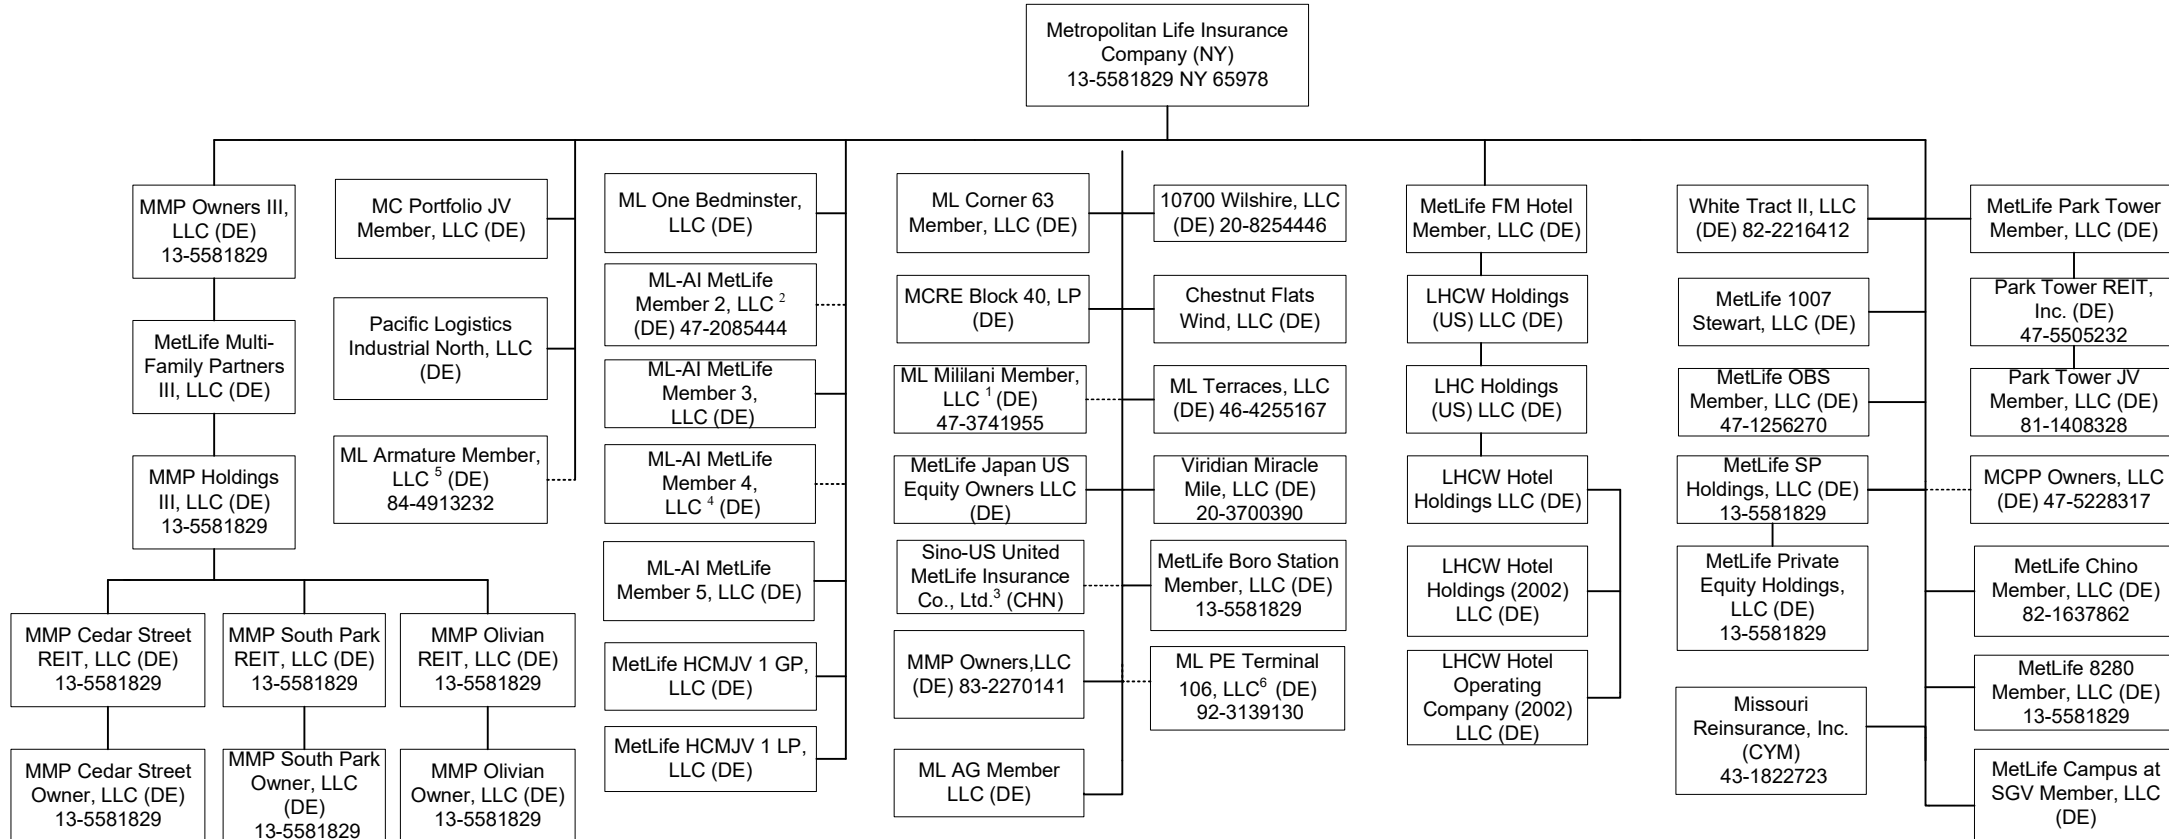 Metropolitan Life Insurance
Company (NY)
13-5581829 NY 65978
MMP Owners III,
LLC (DE)
13-5581829
MetLife Multi-
Family Partners
III, LLC (DE)
MMP Holdings
III, LLC (DE)
13-5581829
MMP Cedar Street
REIT, LLC (DE)
13-5581829
MMP South Park
REIT, LLC (DE)
13-5581829
MMP Olivian
REIT, LLC (DE)
13-5581829
MMP Cedar Street
Owner, LLC (DE)
13-5581829
MMP South Park
Owner, LLC
(DE)
13-5581829
MMP Olivian
Owner, LLC (DE)
13-5581829
MC Portfolio JV
Member, LLC (DE)
Pacific Logistics
Industrial North, LLC
(DE)
ML Armature Member,
LLC 5 (DE)
84-4913232
ML One Bedminster,
LLC (DE)
ML-AI MetLife
Member 2, LLC 2
(DE) 47-2085444
ML-AI MetLife
Member 3,
LLC (DE)
ML-AI MetLife
Member 4,
LLC 4 (DE)
ML-AI MetLife
Member 5, LLC (DE)
MetLife HCMJV 1 GP,
LLC (DE)
MetLife HCMJV 1 LP,
LLC (DE)
ML Corner 63
Member, LLC (DE)
MCRE Block 40, LP
(DE)
ML Mililani Member,
LLC 1 (DE)
47-3741955
MetLife Japan US
Equity Owners LLC
(DE)
Sino-US United
MetLife Insurance
Co., Ltd.3 (CHN)
MMP Owners,LLC
(DE) 83-2270141
ML AG Member
LLC (DE)
10700 Wilshire, LLC
(DE) 20-8254446
Chestnut Flats
Wind, LLC (DE)
ML Terraces, LLC
(DE) 46-4255167
Viridian Miracle
Mile, LLC (DE)
20-3700390
MetLife Boro Station
Member, LLC (DE)
13-5581829
ML PE Terminal
106, LLC6 (DE)
92-3139130
MetLife FM Hotel
Member, LLC (DE)
LHCW Holdings
(US) LLC (DE)
LHC Holdings
(US) LLC (DE)
LHCW Hotel
Holdings LLC (DE)
LHCW Hotel
Holdings (2002)
LLC (DE)
LHCW Hotel
Operating
Company (2002)
LLC (DE)
White Tract II, LLC
(DE) 82-2216412
MetLife 1007
Stewart, LLC (DE)
MetLife OBS
Member, LLC (DE)
47-1256270
MetLife SP
Holdings, LLC (DE)
13-5581829
MetLife Private
Equity Holdings,
LLC (DE)
13-5581829
Missouri
Reinsurance, Inc.
(CYM)
43-1822723
MetLife Park Tower
Member, LLC (DE)
Park Tower REIT,
Inc. (DE)
47-5505232
Park Tower JV
Member, LLC (DE)
81-1408328
MCPP Owners, LLC
(DE) 47-5228317
MetLife Chino
Member, LLC (DE)
82-1637862
MetLife 8280
Member, LLC (DE)
13-5581829
MetLife Campus at
SGV Member, LLC
(DE)